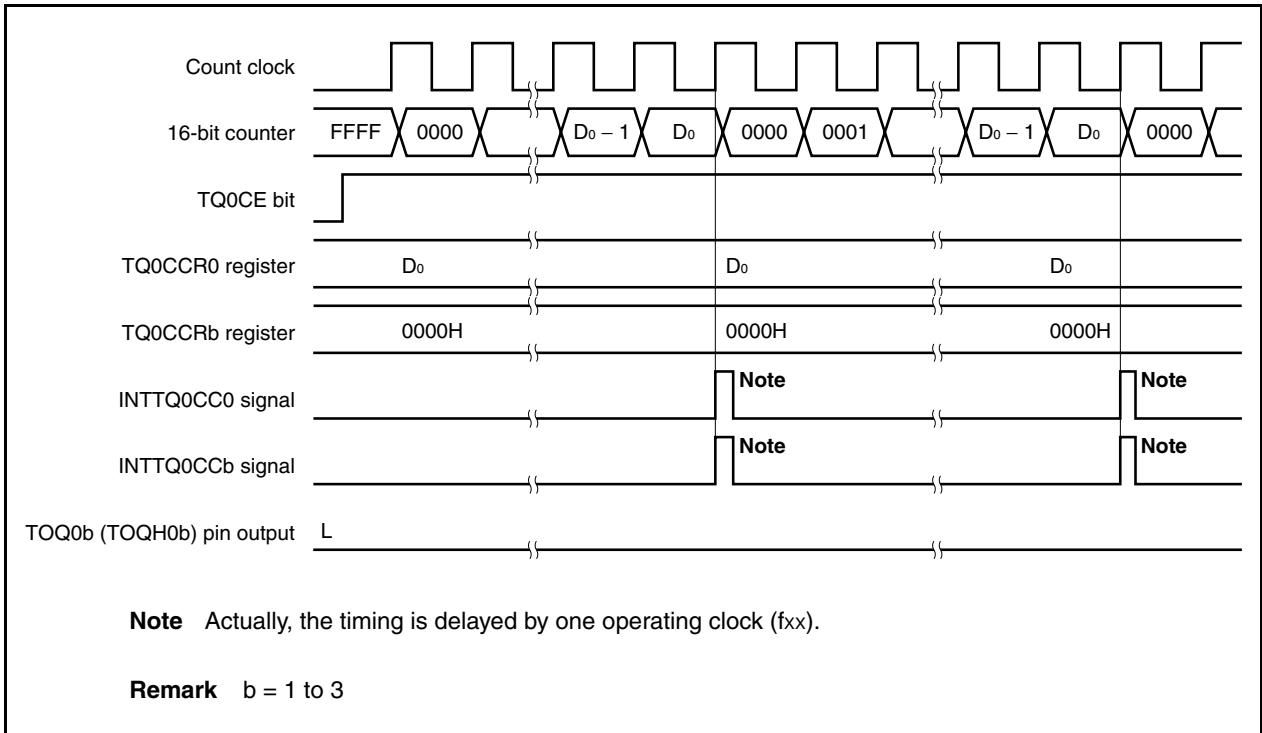 Count clock
16-bit counter FFFF 0000 D0 − 1 D0 0000 0001 D0 − 1 D0 0000
TQ0CE bit
TQ0CCR0 register D0 D0 D0
TQ0CCRb register 0000H 0000H 0000H
INTTQ0CC0 signal Note Note
INTTQ0CCb signal Note Note
TOQ0b (TOQH0b) pin output L
Note Actually, the timing is delayed by one operating clock (fxx).
Remark b = 1 to 3